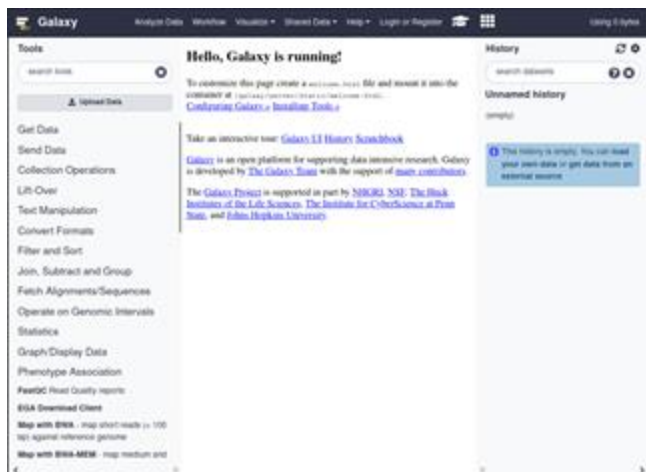 Galaxy
Analyze Data Workflow Visualize Shared Data Help Login or Register
Using 0 bytes
Tools
search tools
Upload Data
Get Data
Send Data
Collection Operations
Lift-Over
Text Manipulation
Convert Formats
Filter and Sort
Join, Subtract and Group
Fetch Alignments/Sequences
Operate on Genomic Intervals
Statistics
Graph/Display Data
Phenotype Association
FastQC Read Quality reports
EGA Download Client
Map with BWA - map short reads (< 100
bp) against reference genome
Map with BWA-MEM - map medium and
Hello, Galaxy is running!
To customize this page create a welcome.html file and mount it into the
container at
Configuring Galaxy » Installing Tools »
Take an interactive tour: Galaxy UI History Scratchbook
Galaxy is an open platform for supporting data intensive research. Galaxy
is developed by The Galaxy Team with the support of many contributors.
The Galaxy Project is supported in part by NHGRI, NSF, The Huck
Institutes of the Life Sciences, The Institute for CyberScience at Penn
State, and Johns Hopkins University.
History
search datasets
Unnamed history
(empty)
This history is empty. You can load
your own data or get data from an
external source